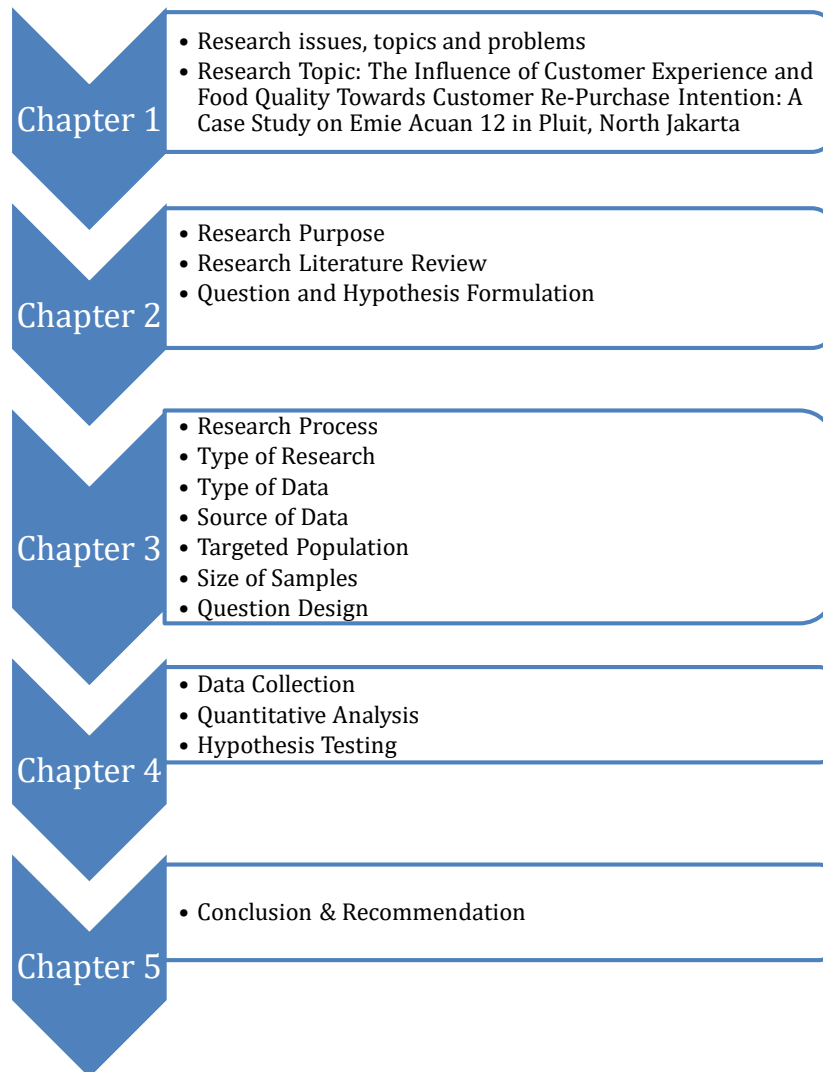 Chapter 1
• Research issues, topics and problems
• Research Topic: The Influence of Customer Experience and
Food Quality Towards Customer Re-Purchase Intention: A
Case Study on Emie Acuan 12 in Pluit, North Jakarta
Chapter 2
• Research Purpose
• Research Literature Review
• Question and Hypothesis Formulation
Chapter 3
• Research Process
• Type of Research
• Type of Data
• Source of Data
• Targeted Population
• Size of Samples
• Question Design
Chapter 4
• Data Collection
• Quantitative Analysis
• Hypothesis Testing
Chapter 5
• Conclusion & Recommendation